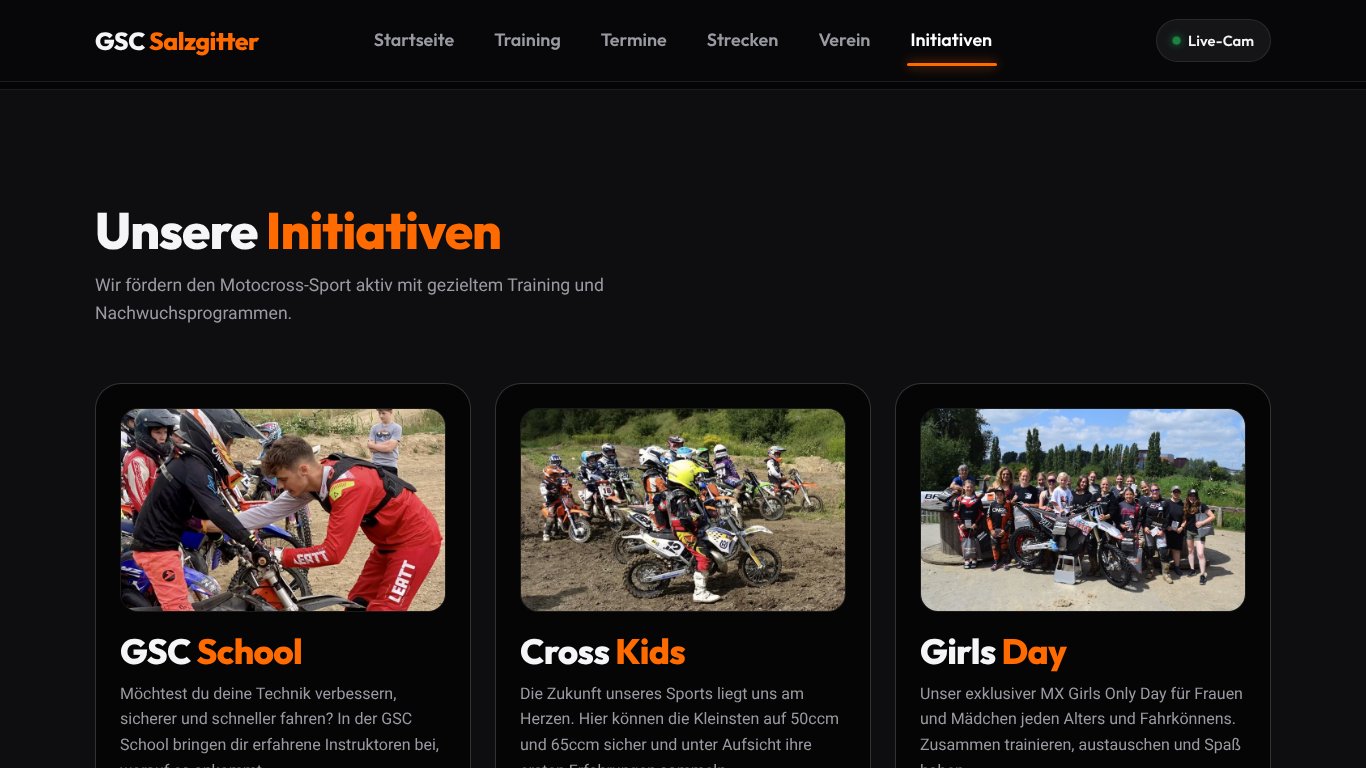 GSC Salzgitter
Startseite
Training
Termine
Strecken
Verein
Initiativen
Live-Cam
Unsere Initiativen
Wir fördern den Motocross-Sport aktiv mit gezieltem Training und
Nachwuchsprogrammen.
LEATT
LEATT
GSC School
Möchtest du deine Technik verbessern,
sicherer und schneller fahren? In der GSC
School bringen dir erfahrene Instruktoren bei,
Cross Kids
Die Zukunft unseres Sports liegt uns am
Herzen. Hier können die Kleinsten auf 50ccm
und 65ccm sicher und unter Aufsicht ihre
Girls Day
Unser exklusiver MX Girls Only Day für Frauen
und Mädchen jeden Alters und Fahrkönnens.
Zusammen trainieren, austauschen und Spaß